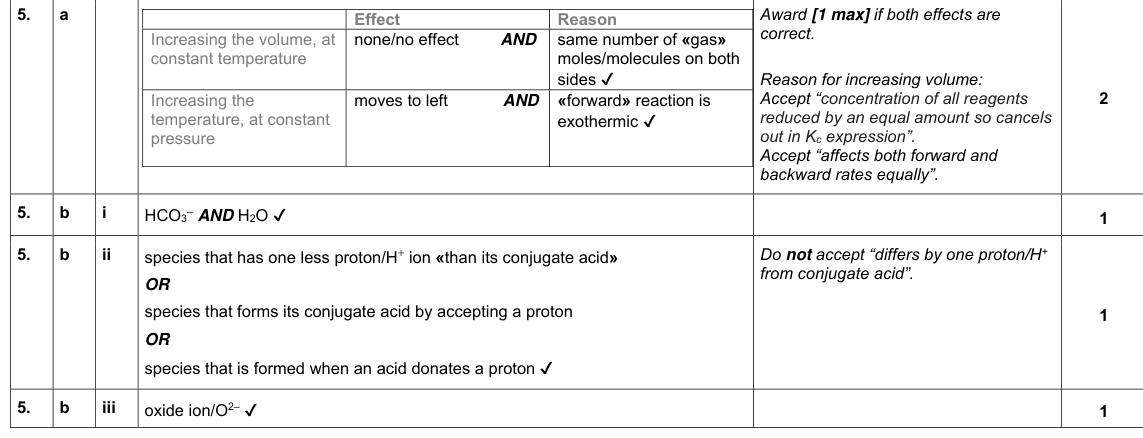 5. a
Effect Reason
Increasing the volume, at
constant temperature
none/no effect AND
same number of «gas»
moles/molecules on both
sides ✓
Increasing the
temperature, at constant
pressure
moves to left AND
«forward» reaction is
exothermic ✓
Award [1 max] if both effects are
correct.
Reason for increasing volume:
Accept “concentration of all reagents
reduced by an equal amount so cancels
out in Kc expression”.
Accept “affects both forward and
backward rates equally”.
2
5. b i
HCO₃⁻ AND H₂O ✓
1
5. b ii
species that has one less proton/H⁺ ion «than its conjugate acid»
OR
species that forms its conjugate acid by accepting a proton
OR
species that is formed when an acid donates a proton ✓
Do not accept “differs by one proton/H⁺
from conjugate acid”.
1
5. b iii
oxide ion/O²⁻ ✓
1